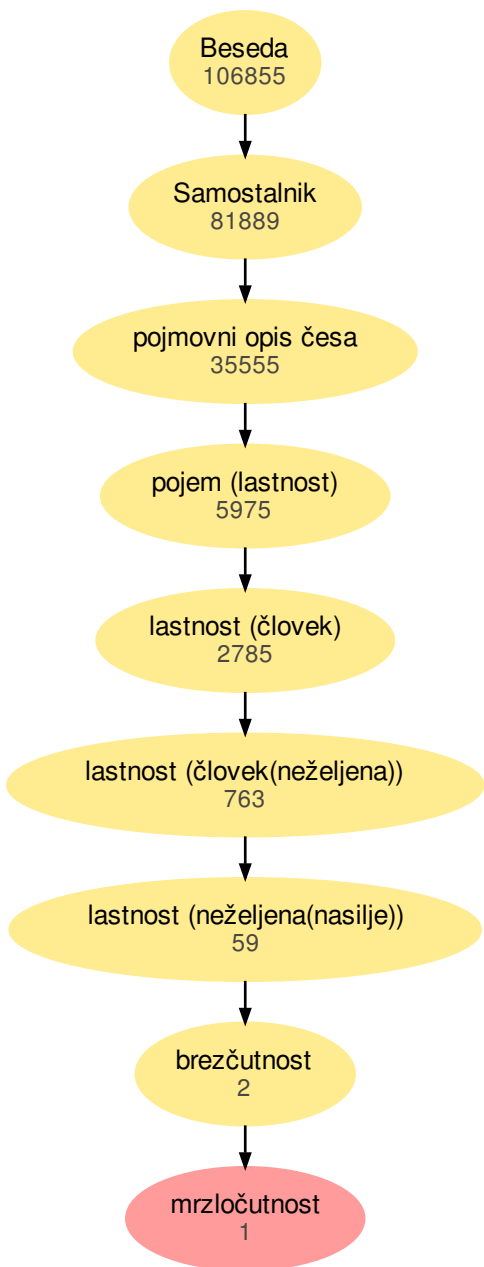 Beseda
106855
Samostalnik
81889
pojmovni opis česa
35555
pojem (lastnost)
5975
lastnost (človek)
2785
lastnost (človek(neželjena))
763
lastnost (neželjena(nasilje))
59
brezčutnost
2
mrzločutnost
1